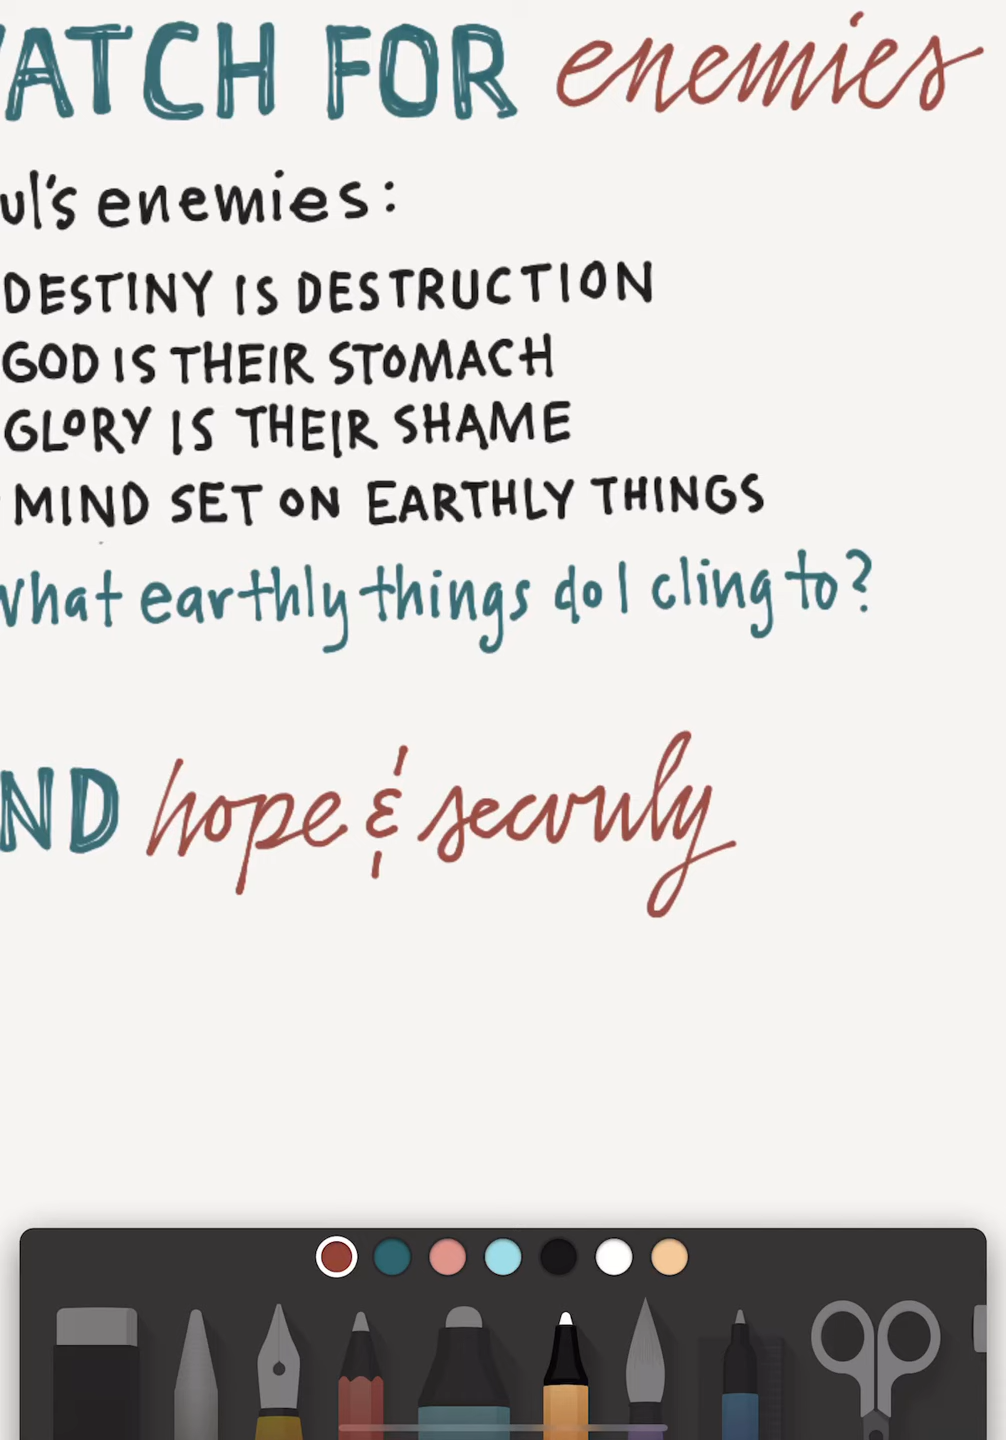 WATCH FOR enemies
ul's enemies:
DESTINY IS DESTRUCTION
GOD IS THEIR STOMACH
GLORY IS THEIR SHAME
MIND SET ON EARTHLY THINGS
what earthly things do I cling to?
ND hope & security